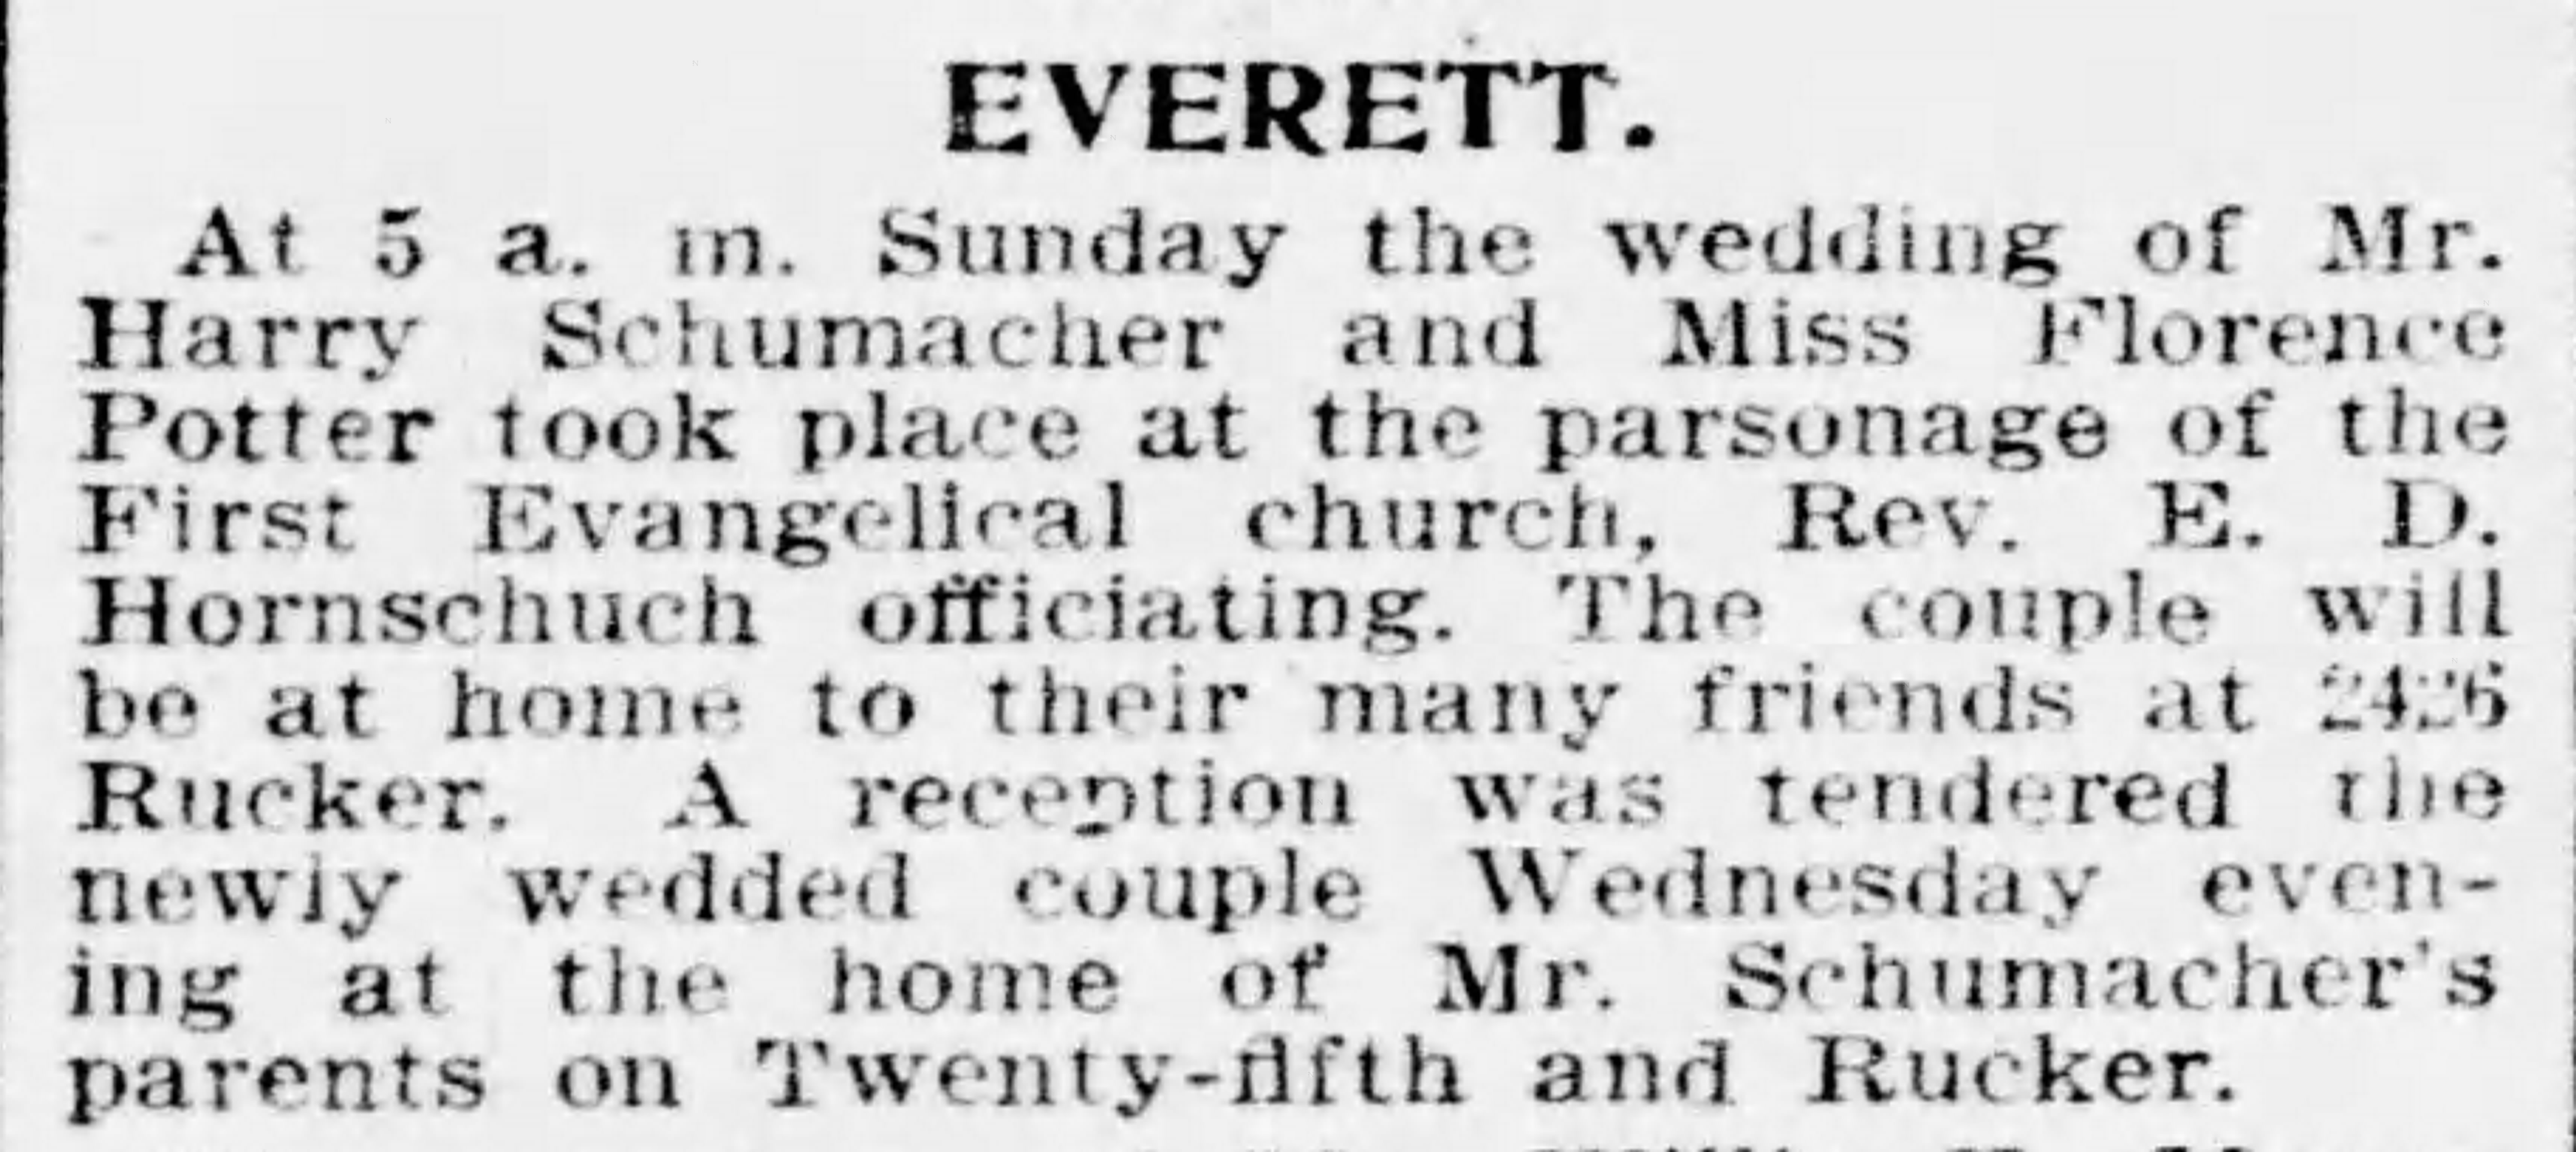 EVERETT.
At 5 a. m. Sunday the wedding of Mr.
Harry Schumacher and Miss Florence
Potter took place at the parsonage of the
First Evangelical church, Rev. E. D.
Hornschuch officiating. The couple will
be at home to their many friends at 2426
Rucker. A reception was tendered the
newly wedded couple Wednesday even-
ing at the home of Mr. Schumacher's
parents on Twenty-fifth and Rucker.